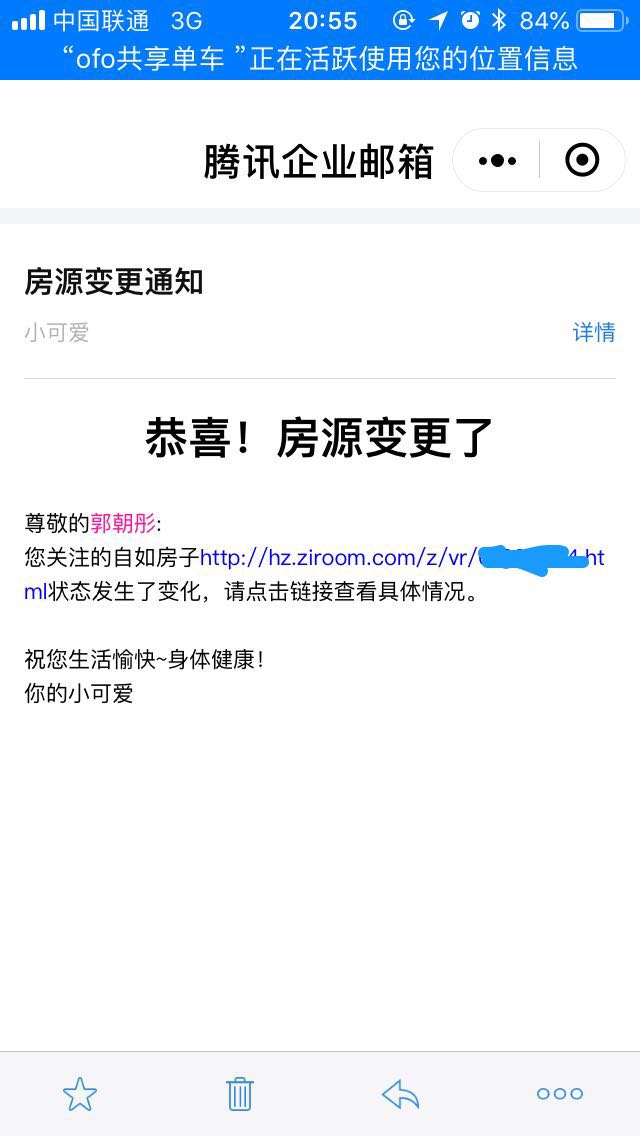 中国联通 3G 20:55 84%
“ofo共享单车 ”正在活跃使用您的位置信息
腾讯企业邮箱
房源变更通知
小可爱 详情
恭喜！房源变更了
尊敬的郭朝彤:
您关注的自如房子http://hz.ziroom.com/z/vr/ 4.ht
ml状态发生了变化，请点击链接查看具体情况。
祝您生活愉快~身体健康！
你的小可爱